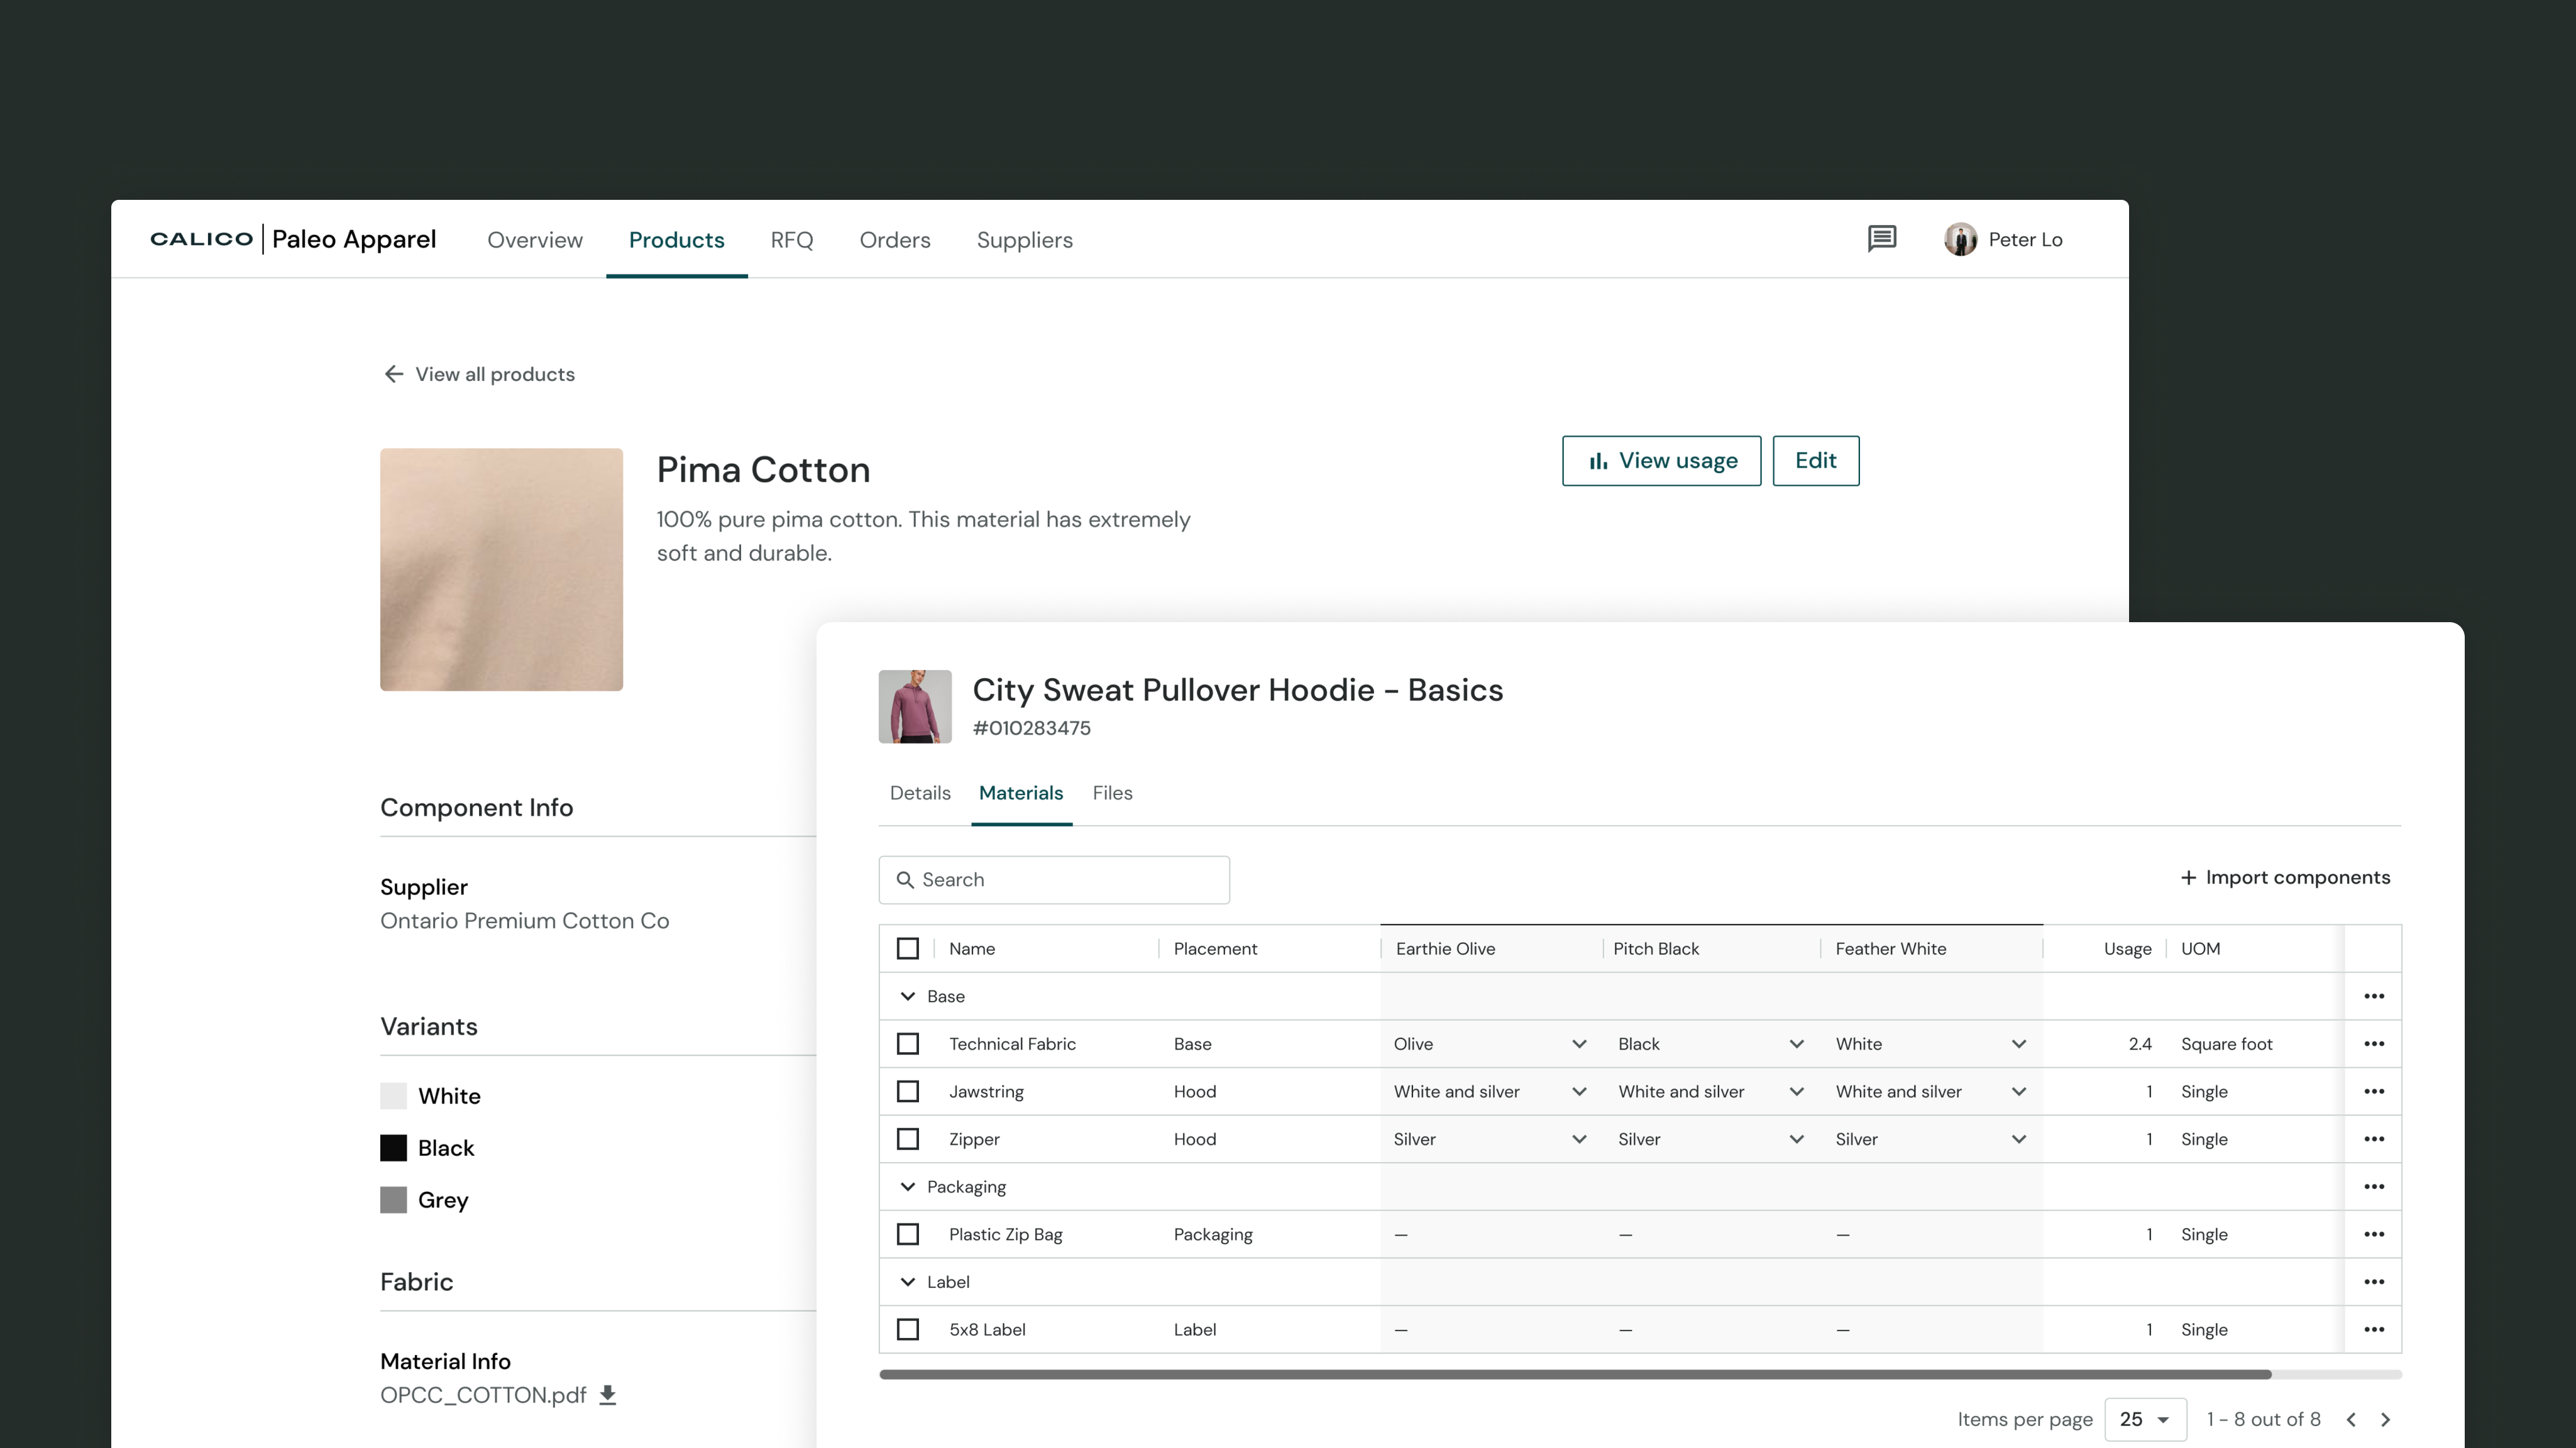 CALICO Paleo Apparel Overview Products RFQ Orders Suppliers Peter Lo
View all products
Pima Cotton
View usage Edit
100% pure pima cotton. This material has extremely
soft and durable.
Component Info
Supplier
Ontario Premium Cotton Co
Variants
White
Black
Grey
Fabric
Material Info
OPCC_COTTON.pdf
City Sweat Pullover Hoodie – Basics
#010283475
Details Materials Files
Search
+ Import components
Name Placement Earthie Olive Pitch Black Feather White Usage UOM
Base
Technical Fabric Base Olive Black White 2.4 Square foot
Jawstring Hood White and silver White and silver White and silver 1 Single
Zipper Hood Silver Silver Silver 1 Single
Packaging
Plastic Zip Bag Packaging — — — 1 Single
Label
5x8 Label Label — — — 1 Single
Items per page 25 1 - 8 out of 8